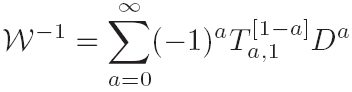 $\mathcal{W}^{-1} = \sum_{a=0}^{\infty} (-1)^a T_{a,1}^{[1-a]} D^a$